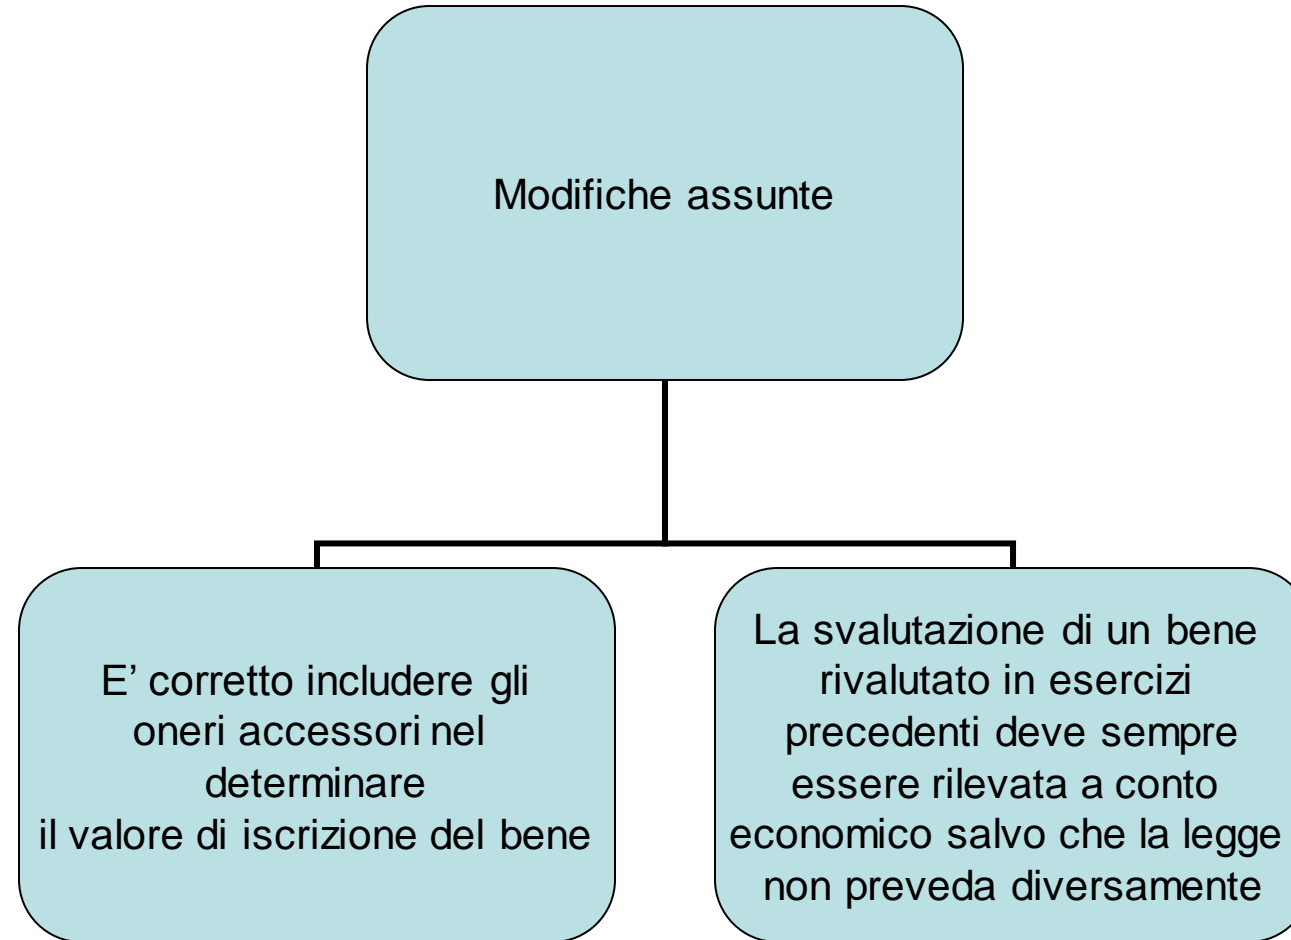 Modifiche assunte
E’ corretto includere gli
oneri accessori nel
determinare
il valore di iscrizione del bene
La svalutazione di un bene
rivalutato in esercizi
precedenti deve sempre
essere rilevata a conto
economico salvo che la legge
non preveda diversamente